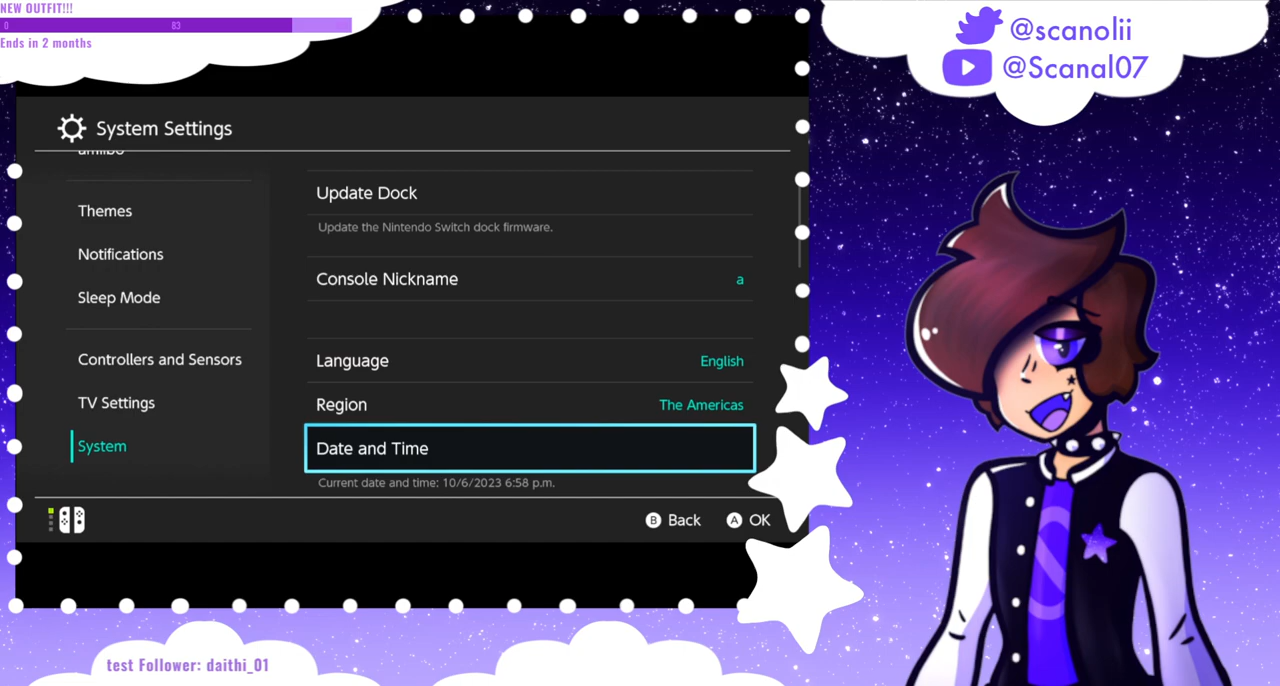 NEW OUTFIT!!!
0 83
Ends in 2 months
@scanolii
@Scanal07
System Settings
amiibo
Themes
Notifications
Sleep Mode
Controllers and Sensors
TV Settings
System
Update Dock
Update the Nintendo Switch dock firmware.
Console Nickname a
Language English
Region The Americas
Date and Time
Current date and time: 10/6/2023 6:58 p.m.
B Back A OK
test Follower: daithi_01